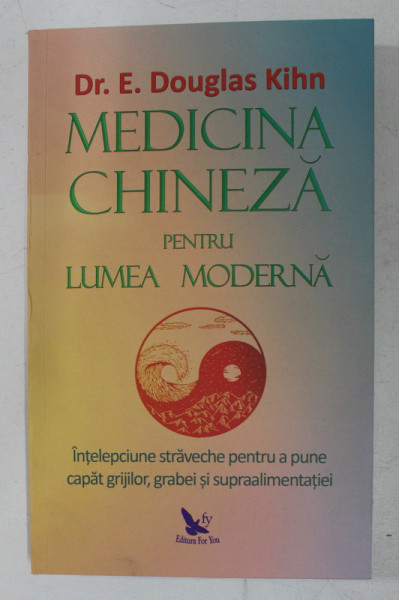 Dr. E. Douglas Kihn
MEDICINA
CHINEZĂ
PENTRU
LUMEA MODERNĂ
Înțelepciune străveche pentru a pune
capăt grijilor, grabei și supraalimentației
fy
Editura For You